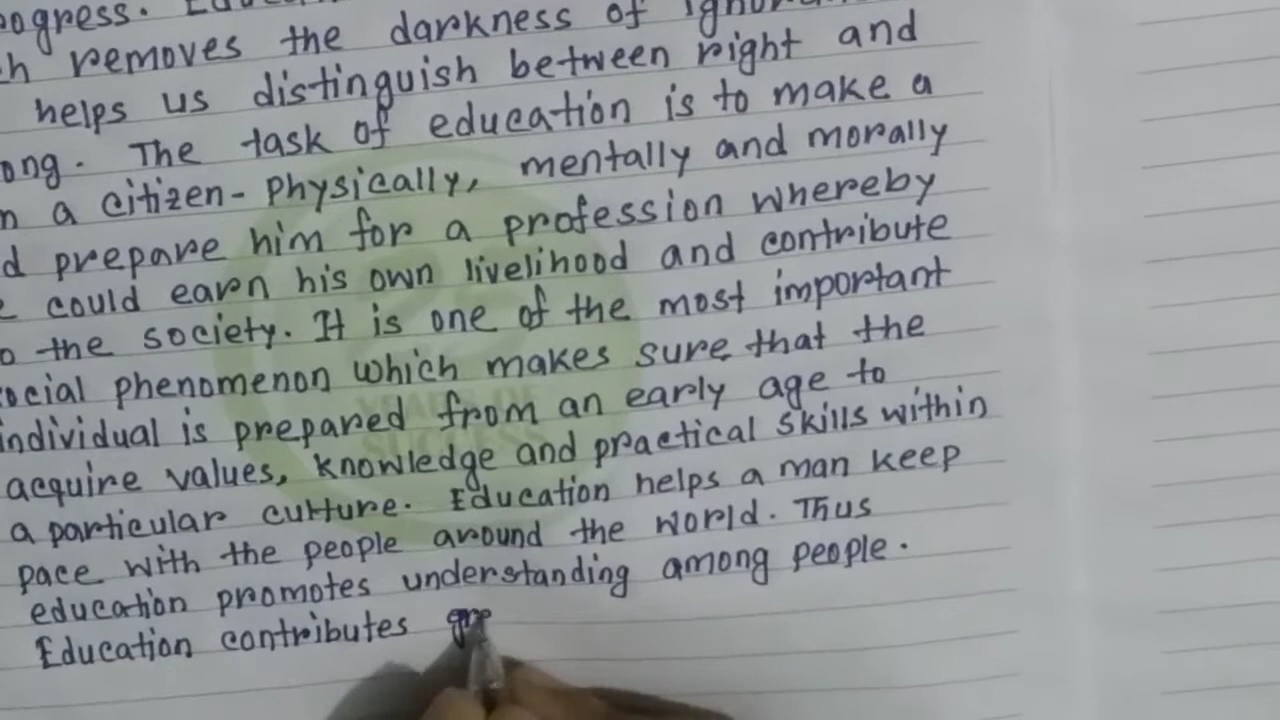 removes the darkness of
helps us distinguish between right and
The task of education is to make a
a citizen - physically, mentally and morally
prepare him for a profession whereby
could earn his own livelihood and contribute
the society. It is one of the most important
phenomenon which makes sure that the
individual is prepared from an early age to
acquire values, knowledge and practical skills within
a particular culture. Education helps a man keep
pace with the people around the world. Thus
education promotes understanding among people.
Education contributes
YEARS OF
SUCCESS